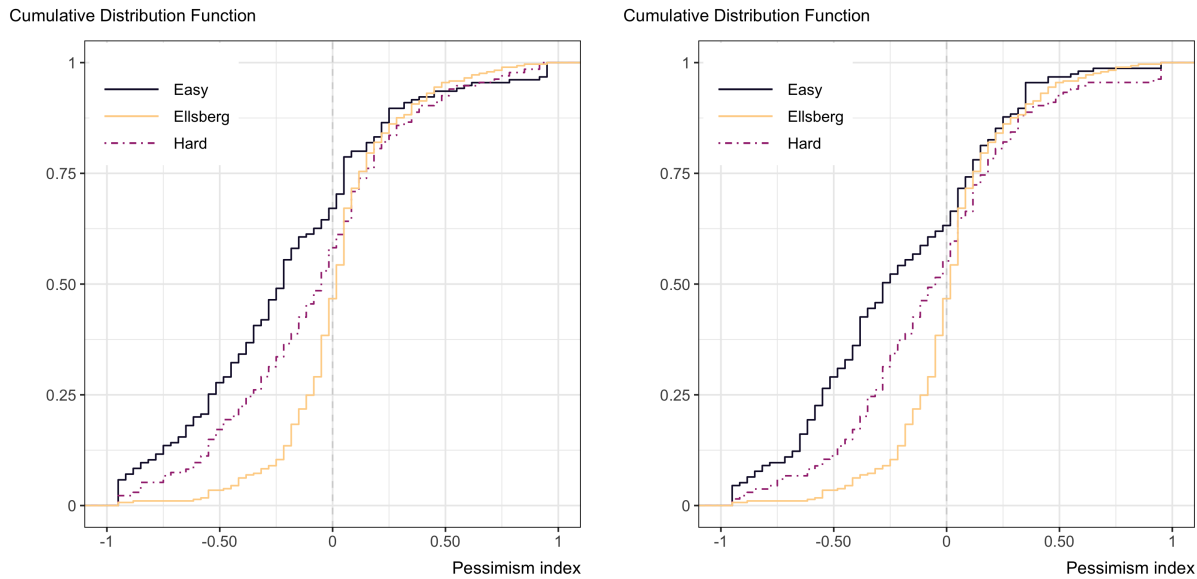 Cumulative Distribution Function
1
0.75
0.50
0.25
0
Easy
Ellsberg
Hard
-1 -0.50 0 0.50 1
Pessimism index
Cumulative Distribution Function
1
0.75
0.50
0.25
0
Easy
Ellsberg
Hard
-1 -0.50 0 0.50 1
Pessimism index